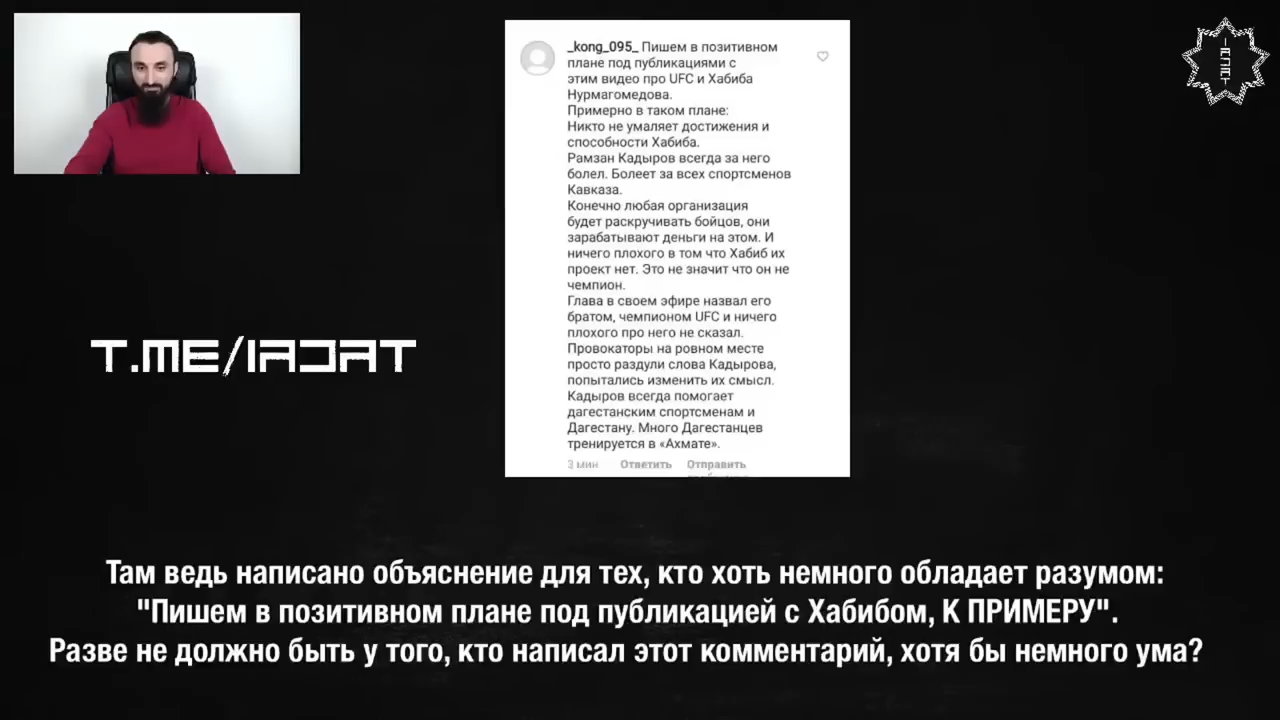 _kong_095_ Пишем в позитивном
плане под публикациями с
этим видео про UFC и Хабиба
Нурмагомедова.
Примерно в таком плане:
Никто не умаляет достижения и
способности Хабиба.
Рамзан Кадыров всегда за него
болел. Болеет за всех спортсменов
Кавказа.
Конечно любая организация
будет раскручивать бойцов, они
зарабатывают деньги на этом. И
ничего плохого в том что Хабиб их
проект нет. Это не значит что он не
чемпион.
Глава в своем эфире назвал его
братом, чемпионом UFC и ничего
плохого про него не сказал.
Провокаторы на ровном месте
просто раздули слова Кадырова,
попытались изменить их смысл.
Кадыров всегда помогает
дагестанским спортсменам и
Дагестану. Много Дагестанцев
тренируется в «Ахмате».
3 мин Ответить Отправить
T.ME/IADAT
Там ведь написано объяснение для тех, кто хоть немного обладает разумом:
"Пишем в позитивном плане под публикацией с Хабибом, К ПРИМЕРУ".
Разве не должно быть у того, кто написал этот комментарий, хотя бы немного ума?